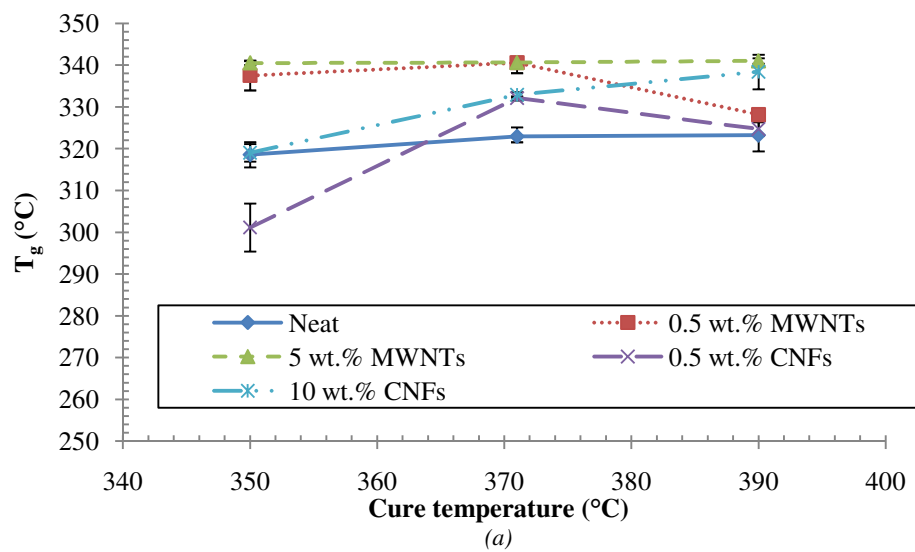 350
340
330
320
310
300
290
280
270
260
250
T_g (°C)
Neat
0.5 wt.% MWNTs
5 wt.% MWNTs
0.5 wt.% CNFs
10 wt.% CNFs
340 350 360 370 380 390 400
Cure temperature (°C)
(a)